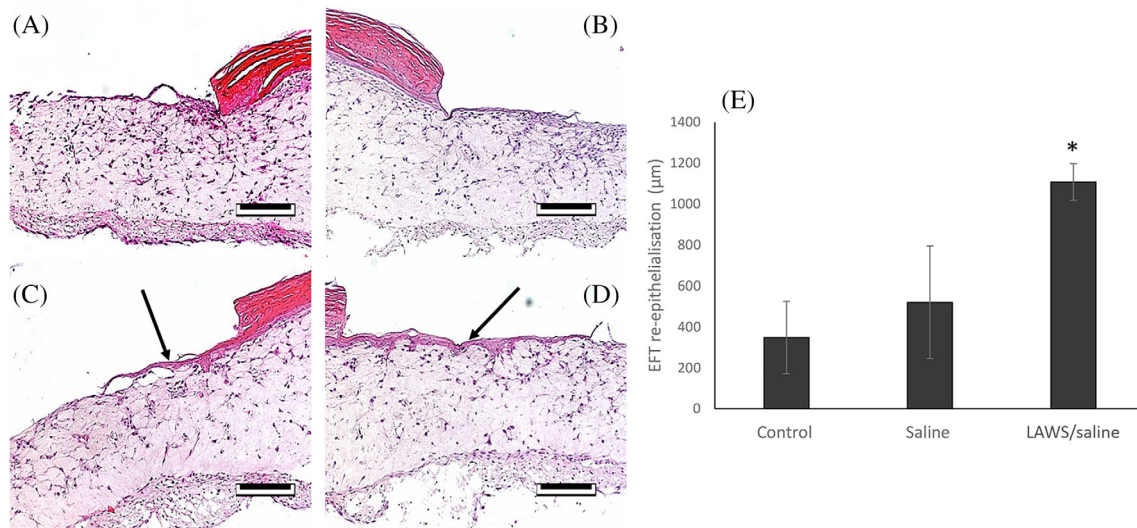 (A)
(B)
(C)
(D)
(E)
EFT re-epithelialisation (µm)
1400
1200
1000
800
600
400
200
0
*
Control Saline LAWS/saline